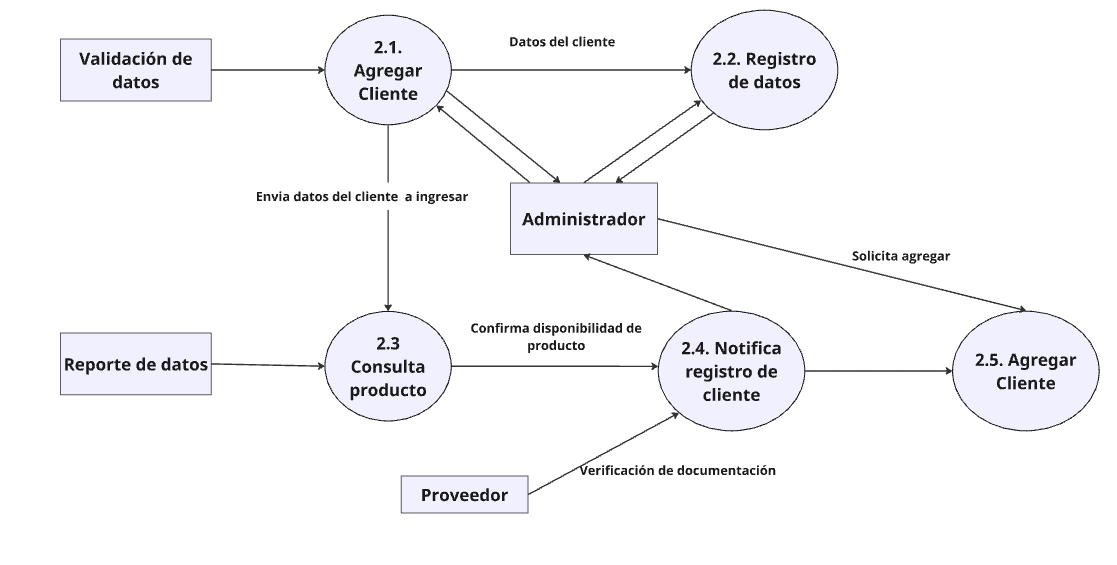 Validación de
datos
2.1.
Agregar
Cliente
Datos del cliente
2.2. Registro
de datos
Envia datos del cliente  a ingresar
Administrador
Solicita agregar
Reporte de datos
2.3
Consulta
producto
Confirma disponibilidad de
producto
2.4. Notifica
registro de
cliente
2.5. Agregar
Cliente
Verificación de documentación
Proveedor